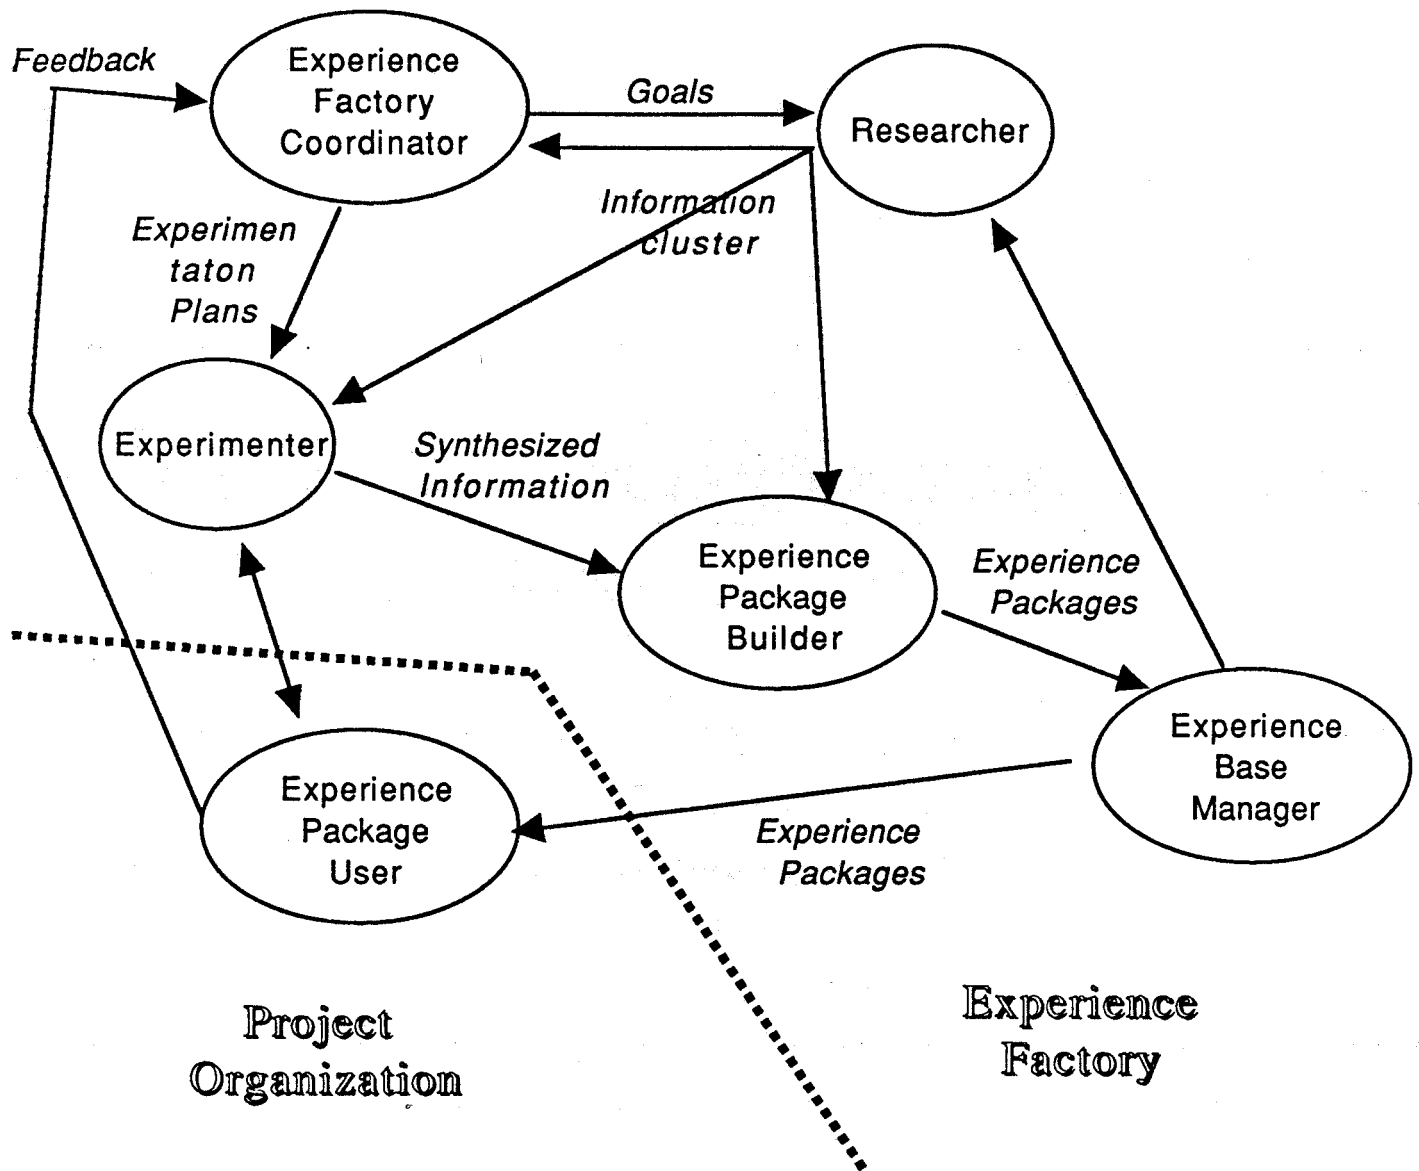 Feedback
Experience
Factory
Coordinator
Goals
Researcher
Information
cluster
Experimen
taton
Plans
Experimenter
Synthesized
Information
Experience
Package
Builder
Experience
Packages
Experience
Base
Manager
Experience
Package
User
Experience
Packages
Project
Organization
Experience
Factory